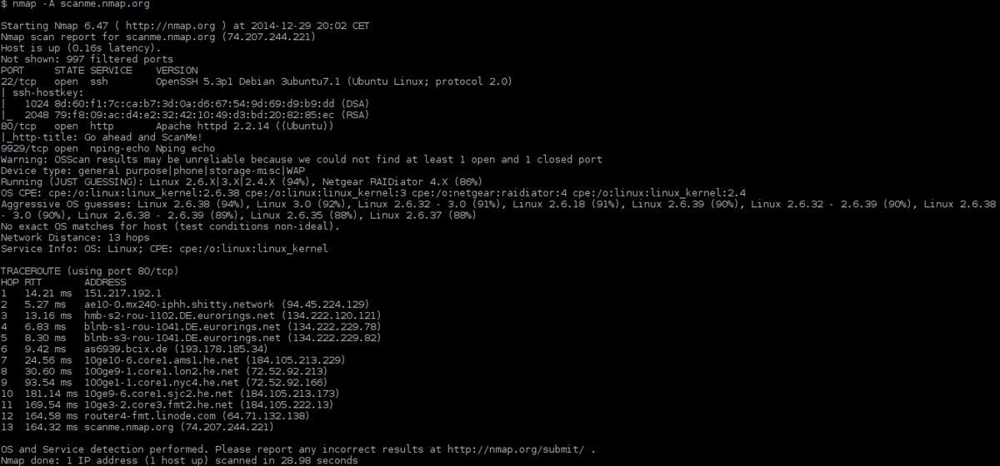 $ nmap -A scanme.nmap.org
Starting Nmap 6.47 ( http://nmap.org ) at 2014-12-29 20:02 CET
Nmap scan report for scanme.nmap.org (74.207.244.221)
Host is up (0.16s latency).
Not shown: 997 filtered ports
PORT     STATE SERVICE    VERSION
22/tcp   open  ssh        OpenSSH 5.3p1 Debian 3ubuntu7.1 (Ubuntu Linux; protocol 2.0)
| ssh-hostkey:
|   1024 8d:60:f1:7c:ca:b7:3d:0a:d6:67:54:9d:69:d9:b9:dd (DSA)
|_  2048 79:f8:09:ac:d4:e2:32:42:10:49:d3:bd:20:82:85:ec (RSA)
80/tcp   open  http       Apache httpd 2.2.14 ((Ubuntu))
|_http-title: Go ahead and ScanMe!
9929/tcp open  nping-echo Nping echo
Warning: OSScan results may be unreliable because we could not find at least 1 open and 1 closed port
Device type: general purpose|phone|storage-misc|WAP
Running (JUST GUESSING): Linux 2.6.X|3.X|2.4.X (94%), Netgear RAIDiator 4.X (86%)
OS CPE: cpe:/o:linux:linux_kernel:2.6.38 cpe:/o:linux:linux_kernel:3 cpe:/o:netgear:raidiator:4 cpe:/o:linux:linux_kernel:2.4
Aggressive OS guesses: Linux 2.6.38 (94%), Linux 3.0 (92%), Linux 2.6.32 - 3.0 (91%), Linux 2.6.18 (91%), Linux 2.6.39 (90%), Linux 2.6.32 - 2.6.39 (90%), Linux 2.6.38
- 3.0 (90%), Linux 2.6.38 - 2.6.39 (89%), Linux 2.6.35 (88%), Linux 2.6.37 (88%)
No exact OS matches for host (test conditions non-ideal).
Network Distance: 13 hops
Service Info: OS: Linux; CPE: cpe:/o:linux:linux_kernel
TRACEROUTE (using port 80/tcp)
HOP RTT       ADDRESS
1   14.21 ms  151.217.192.1
2   5.27 ms   ae10-0.mx240-iphh.shitty.network (94.45.224.129)
3   13.16 ms  hmb-s2-rou-1102.DE.eurorings.net (134.222.120.121)
4   6.83 ms   blnb-s1-rou-1041.DE.eurorings.net (134.222.229.78)
5   8.30 ms   blnb-s3-rou-1041.DE.eurorings.net (134.222.229.82)
6   9.42 ms   as6939.bcix.de (193.178.185.34)
7   24.56 ms  10ge10-6.core1.ams1.he.net (184.105.213.229)
8   30.60 ms  100ge9-1.core1.lon2.he.net (72.52.92.213)
9   93.54 ms  100ge1-1.core1.nyc4.he.net (72.52.92.166)
10  181.14 ms 10ge9-6.core1.sjc2.he.net (184.105.213.173)
11  169.54 ms 10ge3-2.core3.fmt2.he.net (184.105.222.13)
12  164.58 ms router4-fmt.linode.com (64.71.132.138)
13  164.32 ms scanme.nmap.org (74.207.244.221)
OS and Service detection performed. Please report any incorrect results at http://nmap.org/submit/ .
Nmap done: 1 IP address (1 host up) scanned in 28.98 seconds